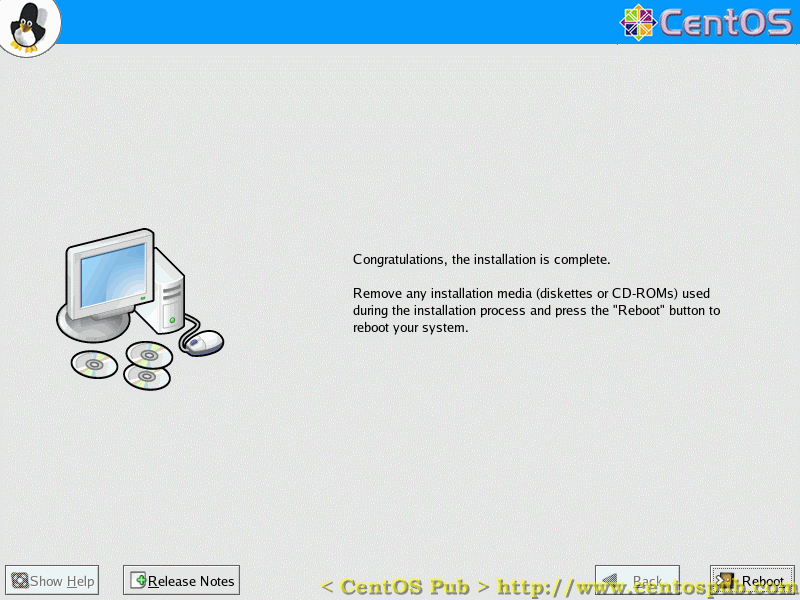 CentOS
Congratulations, the installation is complete.
Remove any installation media (diskettes or CD-ROMs) used
during the installation process and press the "Reboot" button to
reboot your system.
Show Help
Release Notes
Back
Reboot
< CentOS Pub > http://www.centospub.com